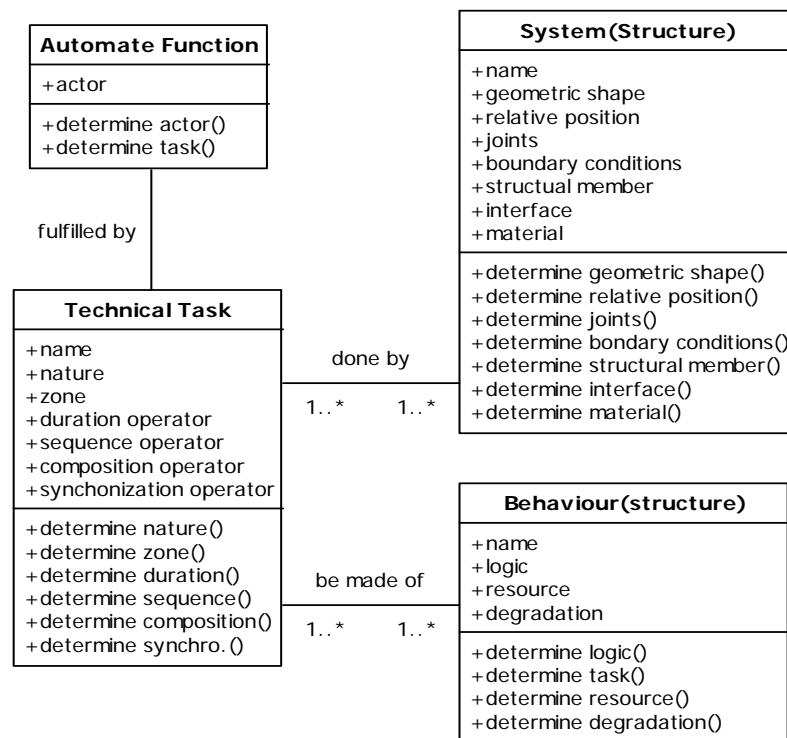 Automate Function
+actor
+determine actor()
+determine task()
fulfilled by
Technical Task
+name
+nature
+zone
+duration operator
+sequence operator
+composition operator
+synchonization operator
+determine nature()
+determine zone()
+determine duration()
+determine sequence()
+determine composition()
+determine synchro.()
done by
1..* 1..*
System(Structure)
+name
+geometric shape
+relative position
+joints
+boundary conditions
+structual member
+interface
+material
+determine geometric shape()
+determine relative position()
+determine joints()
+determine bondary conditions()
+determine structural member()
+determine interface()
+determine material()
be made of
1..* 1..*
Behaviour(structure)
+name
+logic
+resource
+degradation
+determine logic()
+determine task()
+determine resource()
+determine degradation()